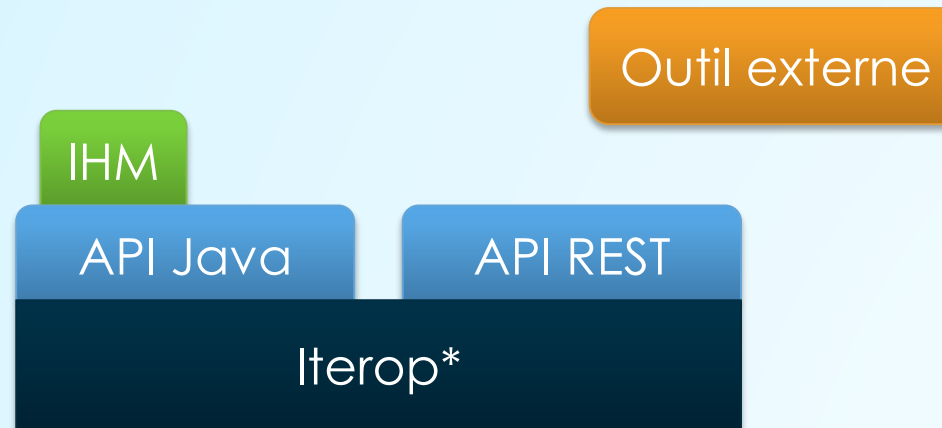 Outil externe
IHM
API Java
API REST
Iterop*